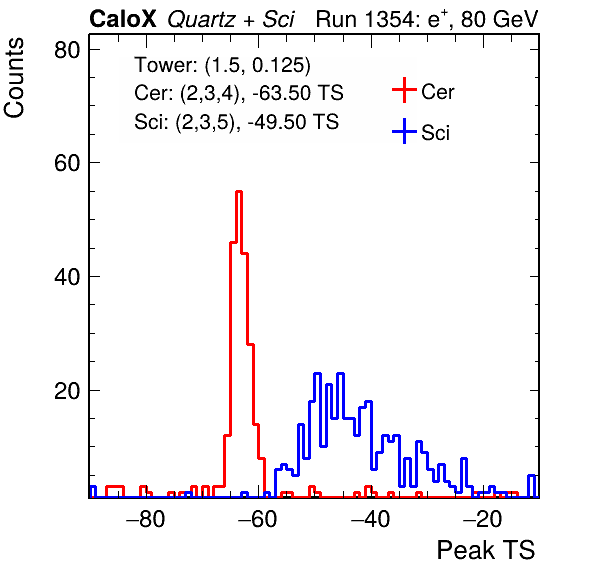 CaloX Quartz + Sci Run 1354: e+, 80 GeV
Counts
80
60
40
20
Tower: (1.5, 0.125)
Cer: (2,3,4), -63.50 TS
Sci: (2,3,5), -49.50 TS
Cer
Sci
−80 −60 −40 −20
Peak TS